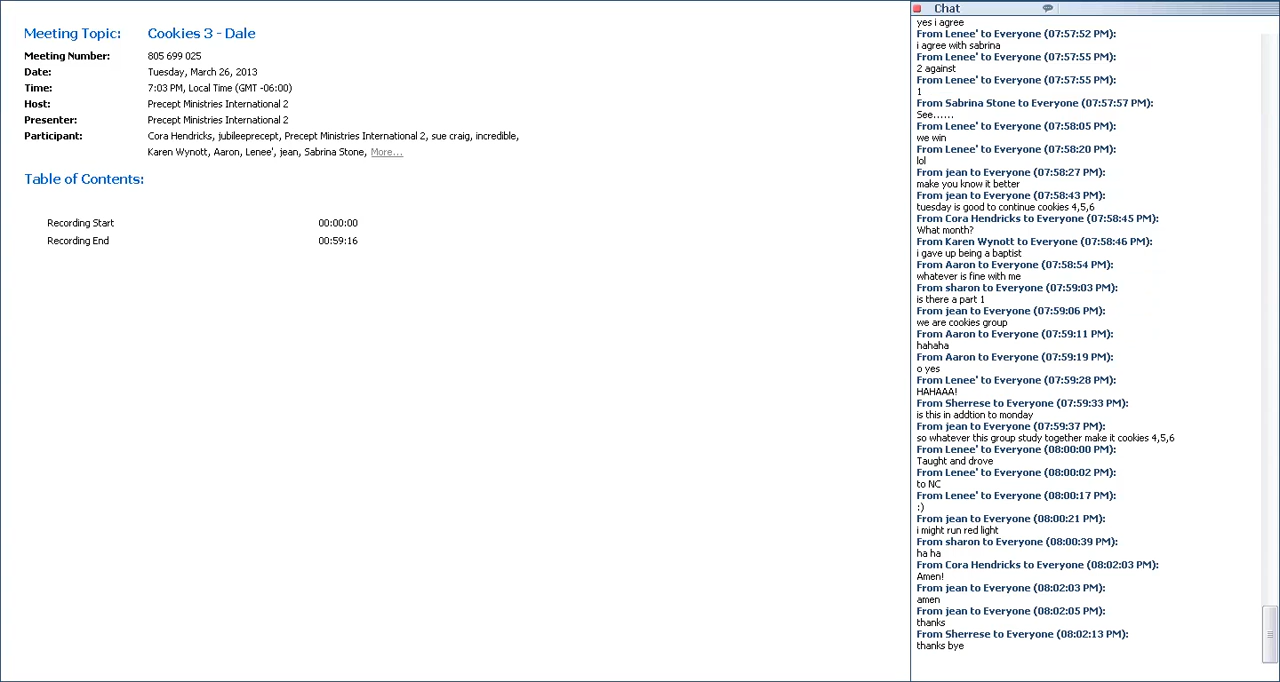 Meeting Topic: Cookies 3 - Dale
Meeting Number: 805 699 025
Date: Tuesday, March 26, 2013
Time: 7:03 PM, Local Time (GMT -06:00)
Host: Precept Ministries International 2
Presenter: Precept Ministries International 2
Participant: Cora Hendricks, jubileeprecept, Precept Ministries International 2, sue craig, incredible,
Karen Wynott, Aaron, Lenee', jean, Sabrina Stone, More...
Table of Contents:
Recording Start 00:00:00
Recording End 00:59:16
Chat
yes i agree
From Lenee' to Everyone (07:57:52 PM):
i agree with sabrina
From Lenee' to Everyone (07:57:55 PM):
2 against
From Lenee' to Everyone (07:57:55 PM):
1
From Sabrina Stone to Everyone (07:57:57 PM):
See......
From Lenee' to Everyone (07:58:05 PM):
we win
From Lenee' to Everyone (07:58:20 PM):
lol
From jean to Everyone (07:58:27 PM):
make you know it better
From jean to Everyone (07:58:43 PM):
tuesday is good to continue cookies 4,5,6
From Cora Hendricks to Everyone (07:58:45 PM):
What month?
From Karen Wynott to Everyone (07:58:46 PM):
i gave up being a baptist
From Aaron to Everyone (07:58:54 PM):
whatever is fine with me
From sharon to Everyone (07:59:03 PM):
is there a part 1
From jean to Everyone (07:59:06 PM):
we are cookies group
From Aaron to Everyone (07:59:11 PM):
hahaha
From Aaron to Everyone (07:59:19 PM):
o yes
From Lenee' to Everyone (07:59:28 PM):
HAHAAA!
From Sherrese to Everyone (07:59:33 PM):
is this in addtion to monday
From jean to Everyone (07:59:37 PM):
so whatever this group study together make it cookies 4,5,6
From Lenee' to Everyone (08:00:00 PM):
Taught and drove
From Lenee' to Everyone (08:00:02 PM):
to NC
From Lenee' to Everyone (08:00:17 PM):
:)
From jean to Everyone (08:00:21 PM):
i might run red light
From sharon to Everyone (08:00:39 PM):
ha ha
From Cora Hendricks to Everyone (08:02:03 PM):
Amen!
From jean to Everyone (08:02:03 PM):
amen
From jean to Everyone (08:02:05 PM):
thanks
From Sherrese to Everyone (08:02:13 PM):
thanks bye